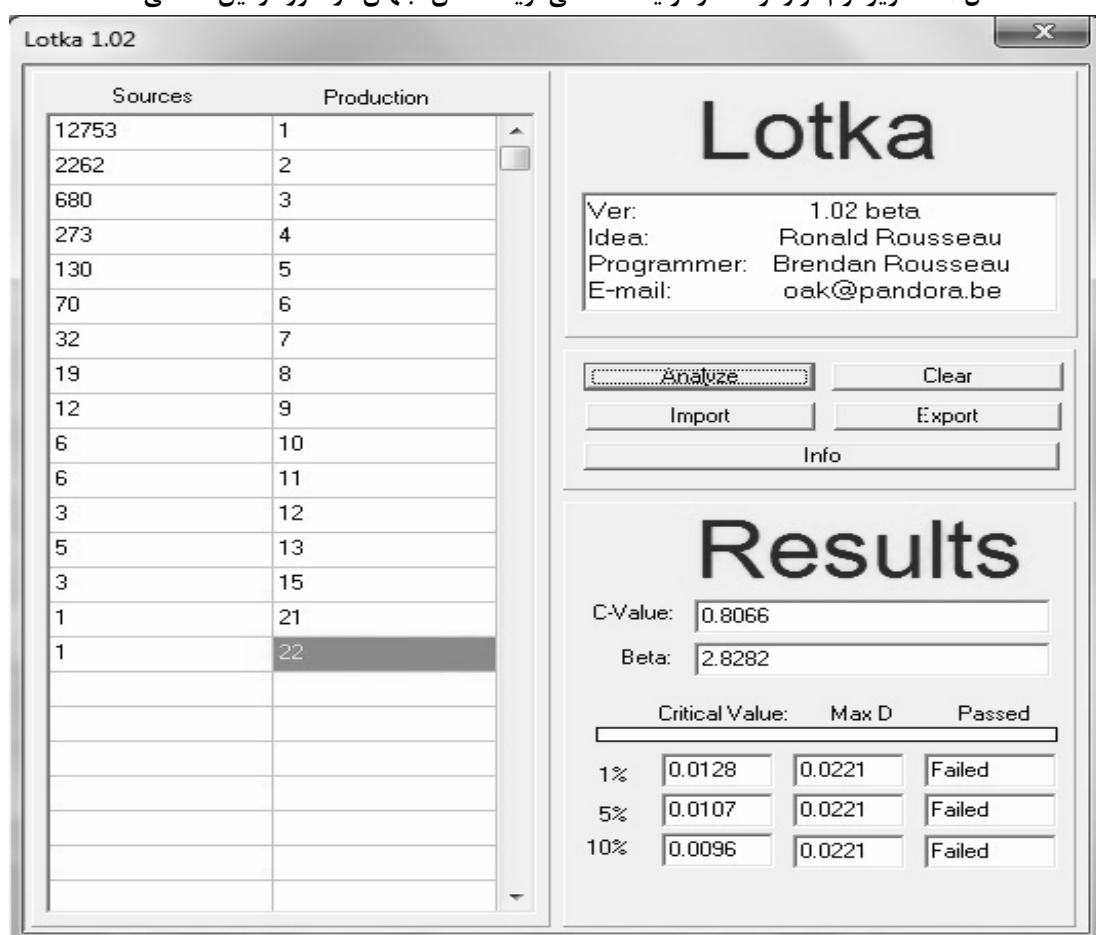 Lotka 1.02
Sources Production
12753 1
2262 2
680 3
273 4
130 5
70 6
32 7
19 8
12 9
6 10
6 11
3 12
5 13
3 15
1 21
1 22
Lotka
Ver: 1.02 beta
Idea: Ronald Rousseau
Programmer: Brendan Rousseau
E-mail: oak@pandora.be
Analyze Clear
Import Export
Info
Results
C-Value: 0.8066
Beta: 2.8282
Critical Value: Max D Passed
1% 0.0128 0.0221 Failed
5% 0.0107 0.0221 Failed
10% 0.0096 0.0221 Failed